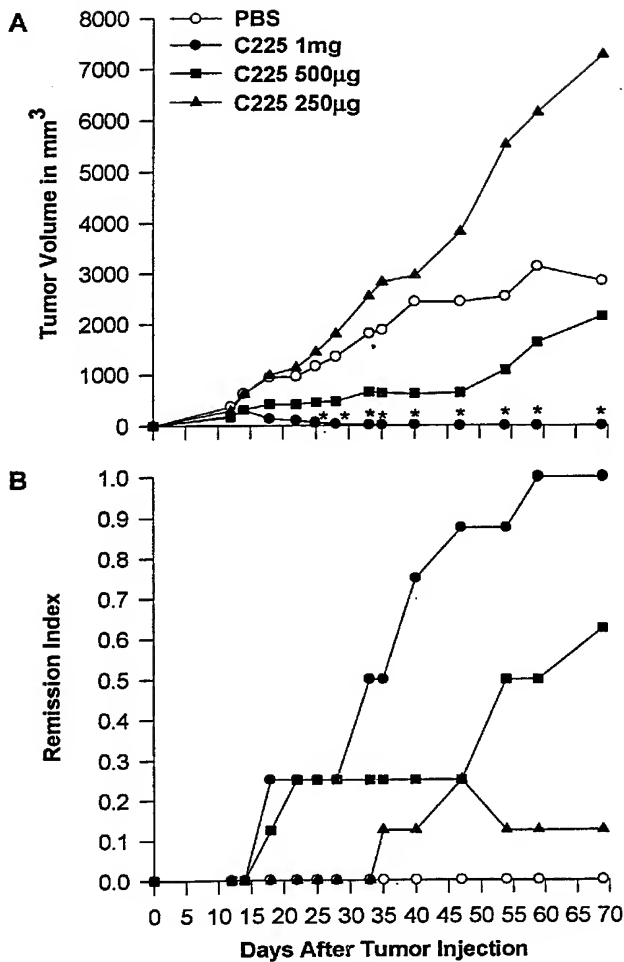 A
PBS
C225 1mg
C225 500µg
C225 250µg
8000
7000
6000
5000
4000
3000
2000
1000
0
Tumor Volume in mm³
* * * * * * * * *
B
1.0
0.9
0.8
0.7
0.6
0.5
0.4
0.3
0.2
0.1
0.0
Remission Index
0 5 10 15 20 25 30 35 40 45 50 55 60 65 70
Days After Tumor Injection